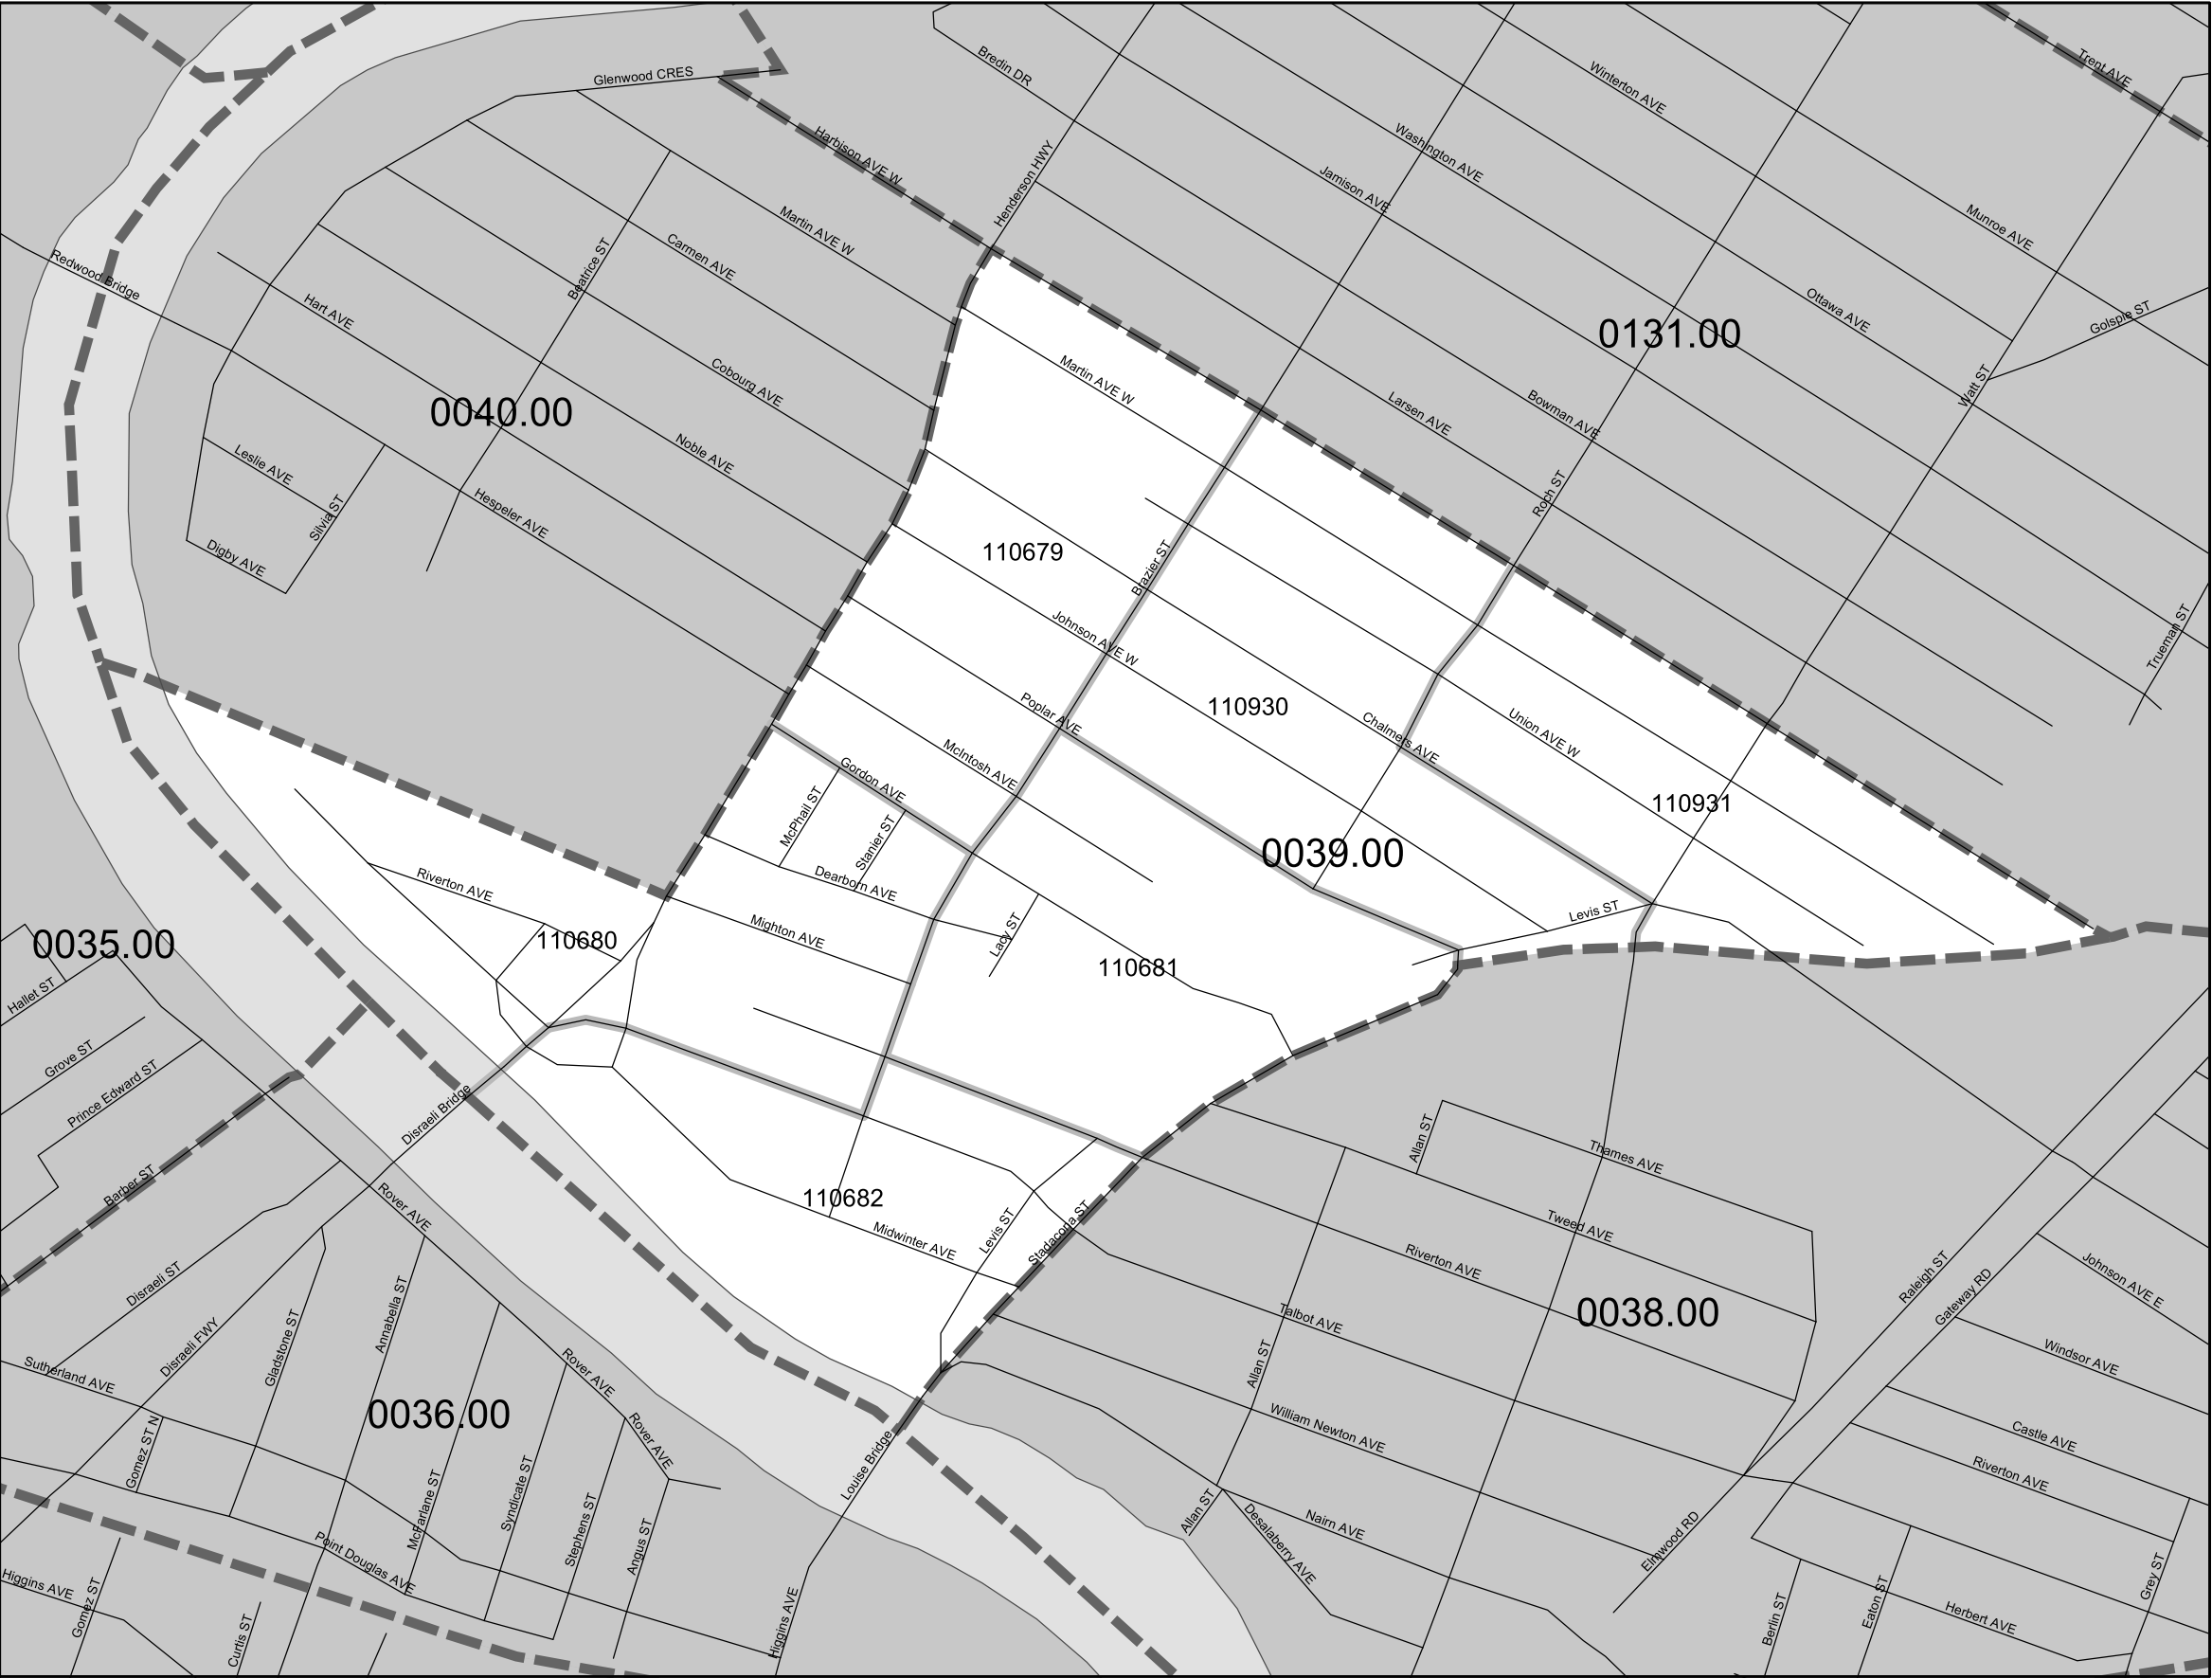 Trent AVE
Glenwood CRES
Bredin DR
Winterton AVE
Harbison AVE W
Henderson HWY
Washington AVE
Jamison AVE
Munroe AVE
Martin AVE W
Carmen AVE
Beatrice ST
Redwood Bridge
Hart AVE
Ottawa AVE
Golspie ST
0131.00
Martin AVE W
Cobourg AVE
Watt ST
0040.00
Larsen AVE
Bowman AVE
Noble AVE
Leslie AVE
Silvia ST
Hespeler AVE
Roch ST
Digby AVE
110679
Brazier ST
Johnson AVE W
Trueman ST
110930
Poplar AVE
Chalmers AVE
Union AVE W
McIntosh AVE
Gordon AVE
110931
McPhail ST
Stanier ST
0039.00
Riverton AVE
Dearborn AVE
Levis ST
Mighton AVE
Lacy ST
110680
0035.00
110681
Hallet ST
Grove ST
Prince Edward ST
Disraeli Bridge
Allan ST
Thames AVE
Barber ST
Rover AVE
110682
Levis ST
Stadacona ST
Midwinter AVE
Tweed AVE
Riverton AVE
Raleigh ST
Gateway RD
Johnson AVE E
Disraeli ST
Annabella ST
Gladstone ST
Disraeli FWY
Talbot AVE
0038.00
Allan ST
Windsor AVE
Sutherland AVE
Rover AVE
0036.00
Rover AVE
William Newton AVE
Castle AVE
Gomez ST N
Louise Bridge
Riverton AVE
McFarlane ST
Syndicate ST
Stephens ST
Angus ST
Allan ST
Desalaberry AVE
Nairn AVE
Elmwood RD
Point Douglas AVE
Higgins AVE
Gomez ST
Curtis ST
Higgins AVE
Berlin ST
Eaton ST
Herbert AVE
Grey ST